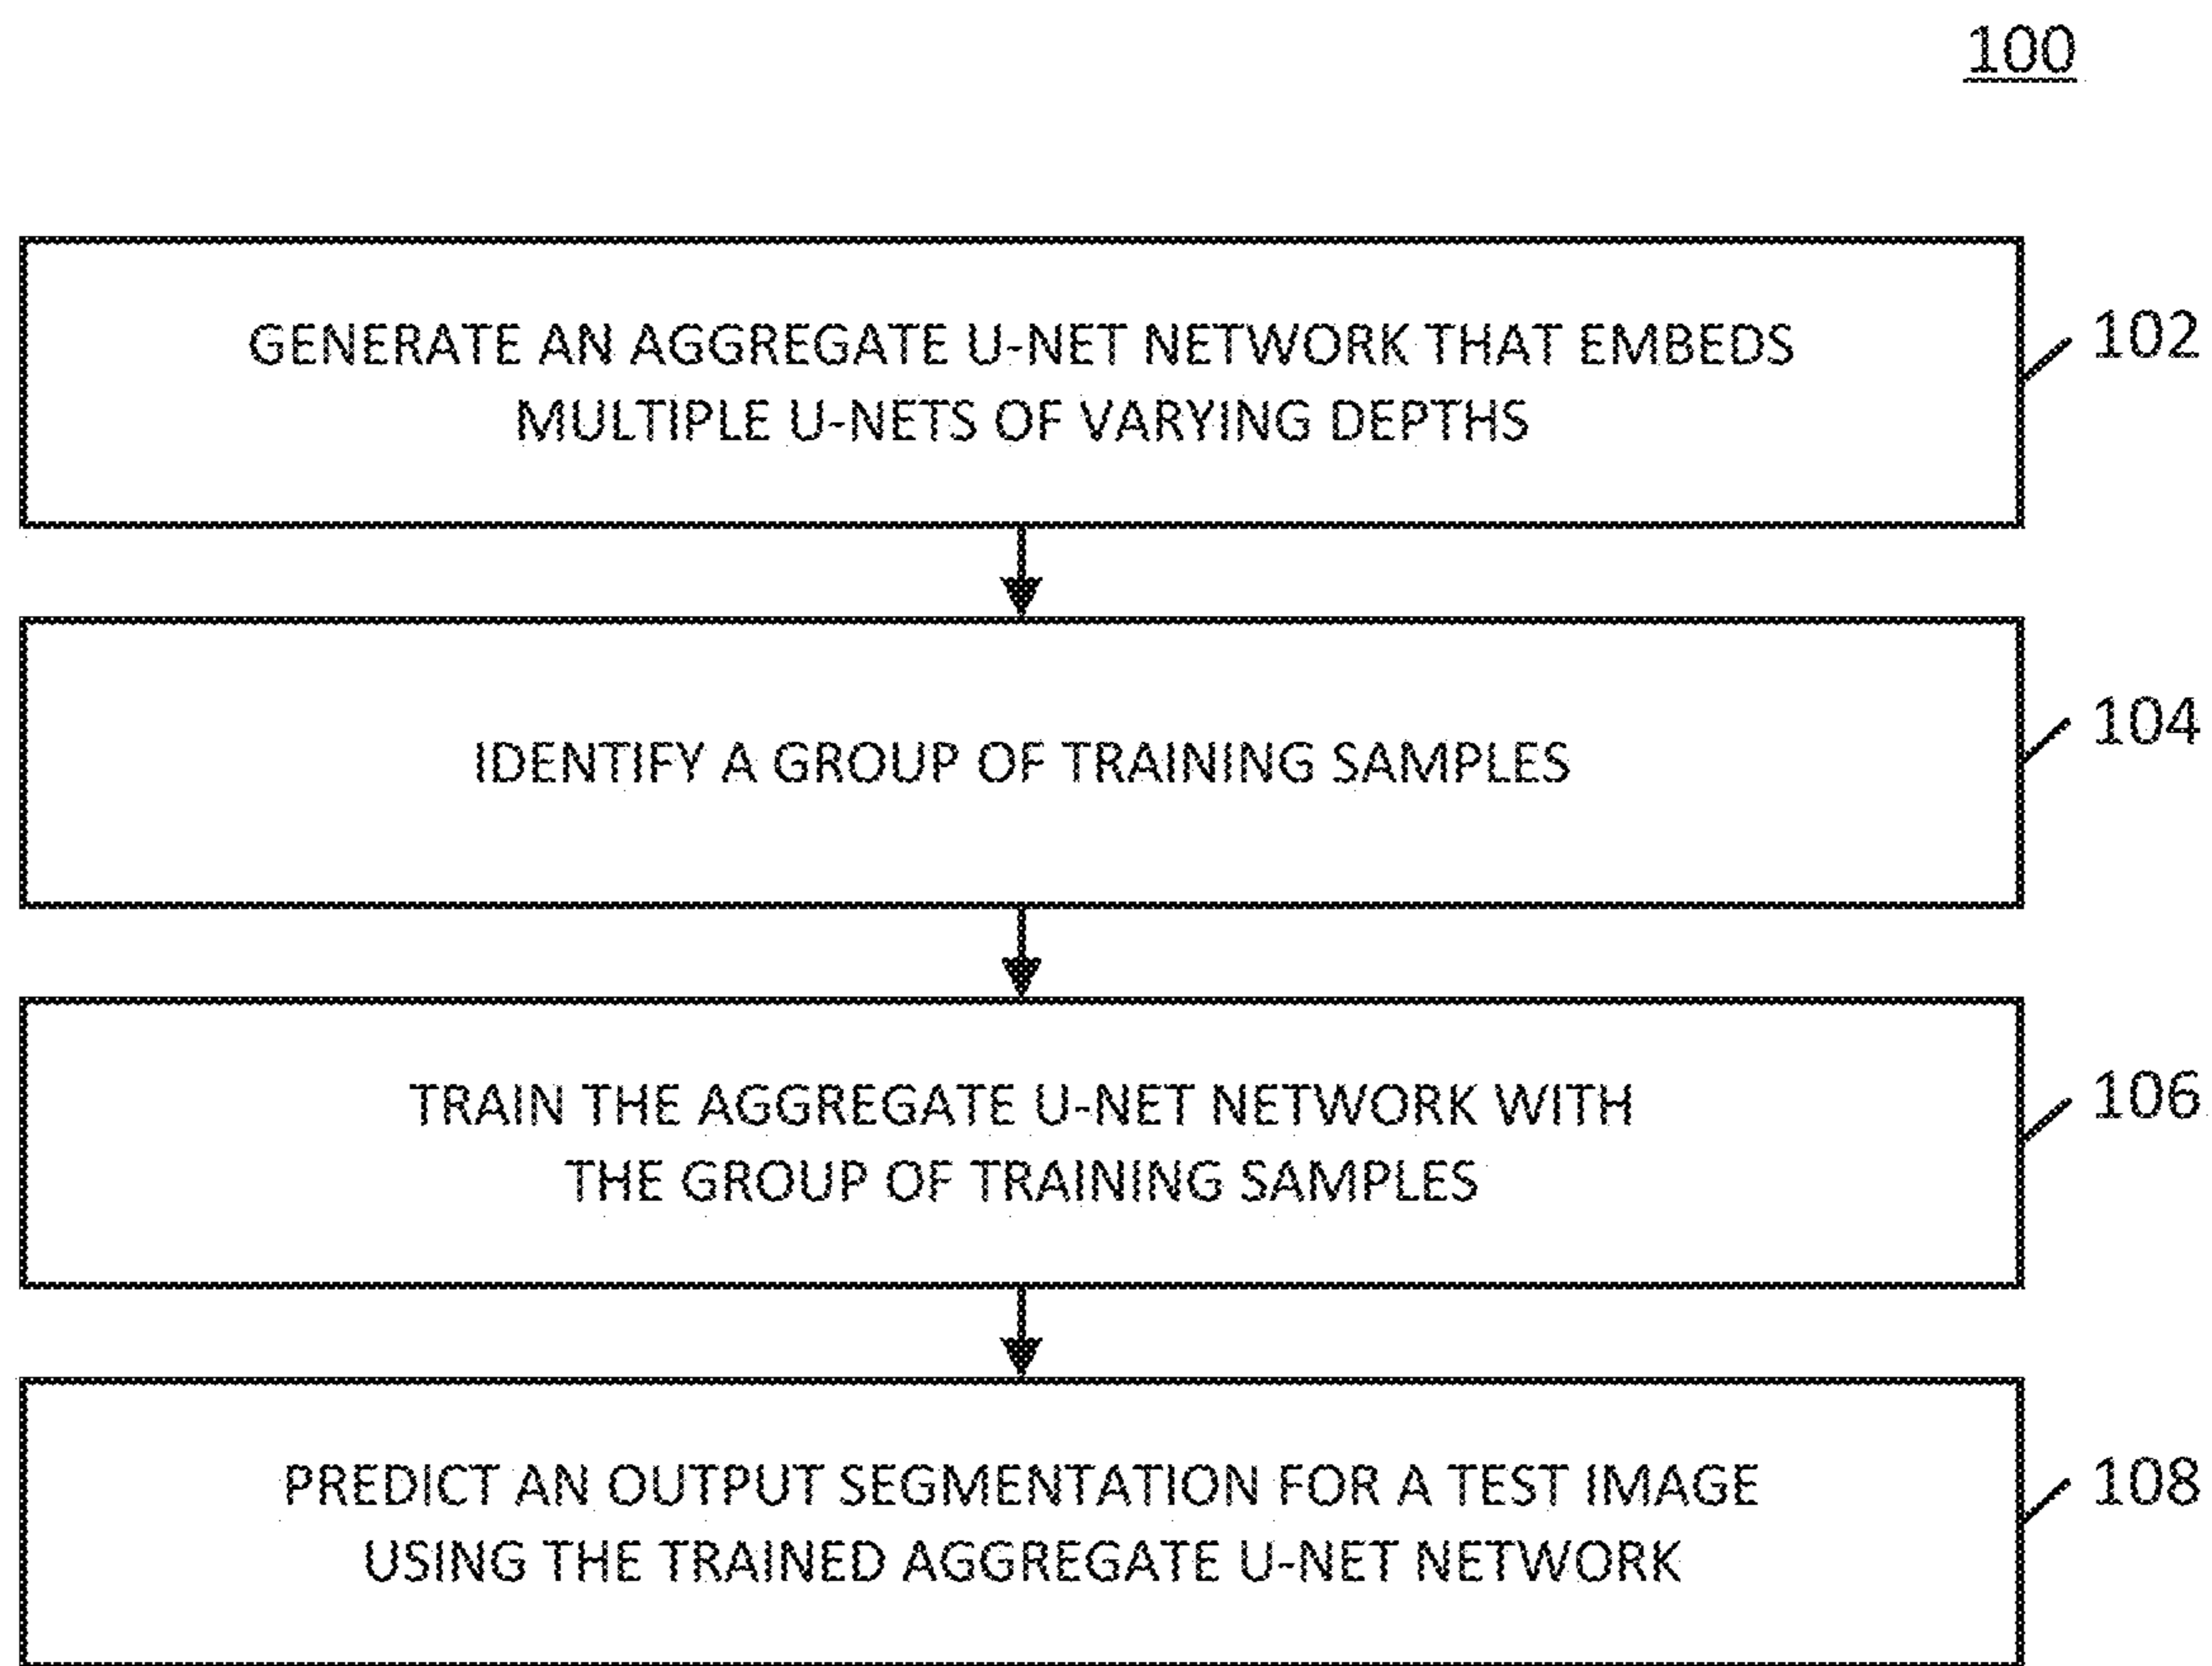 100
GENERATE AN AGGREGATE U-NET NETWORK THAT EMBEDS
MULTIPLE U-NETS OF VARYING DEPTHS
102
IDENTIFY A GROUP OF TRAINING SAMPLES
104
TRAIN THE AGGREGATE U-NET NETWORK WITH
THE GROUP OF TRAINING SAMPLES
106
PREDICT AN OUTPUT SEGMENTATION FOR A TEST IMAGE
USING THE TRAINED AGGREGATE U-NET NETWORK
108